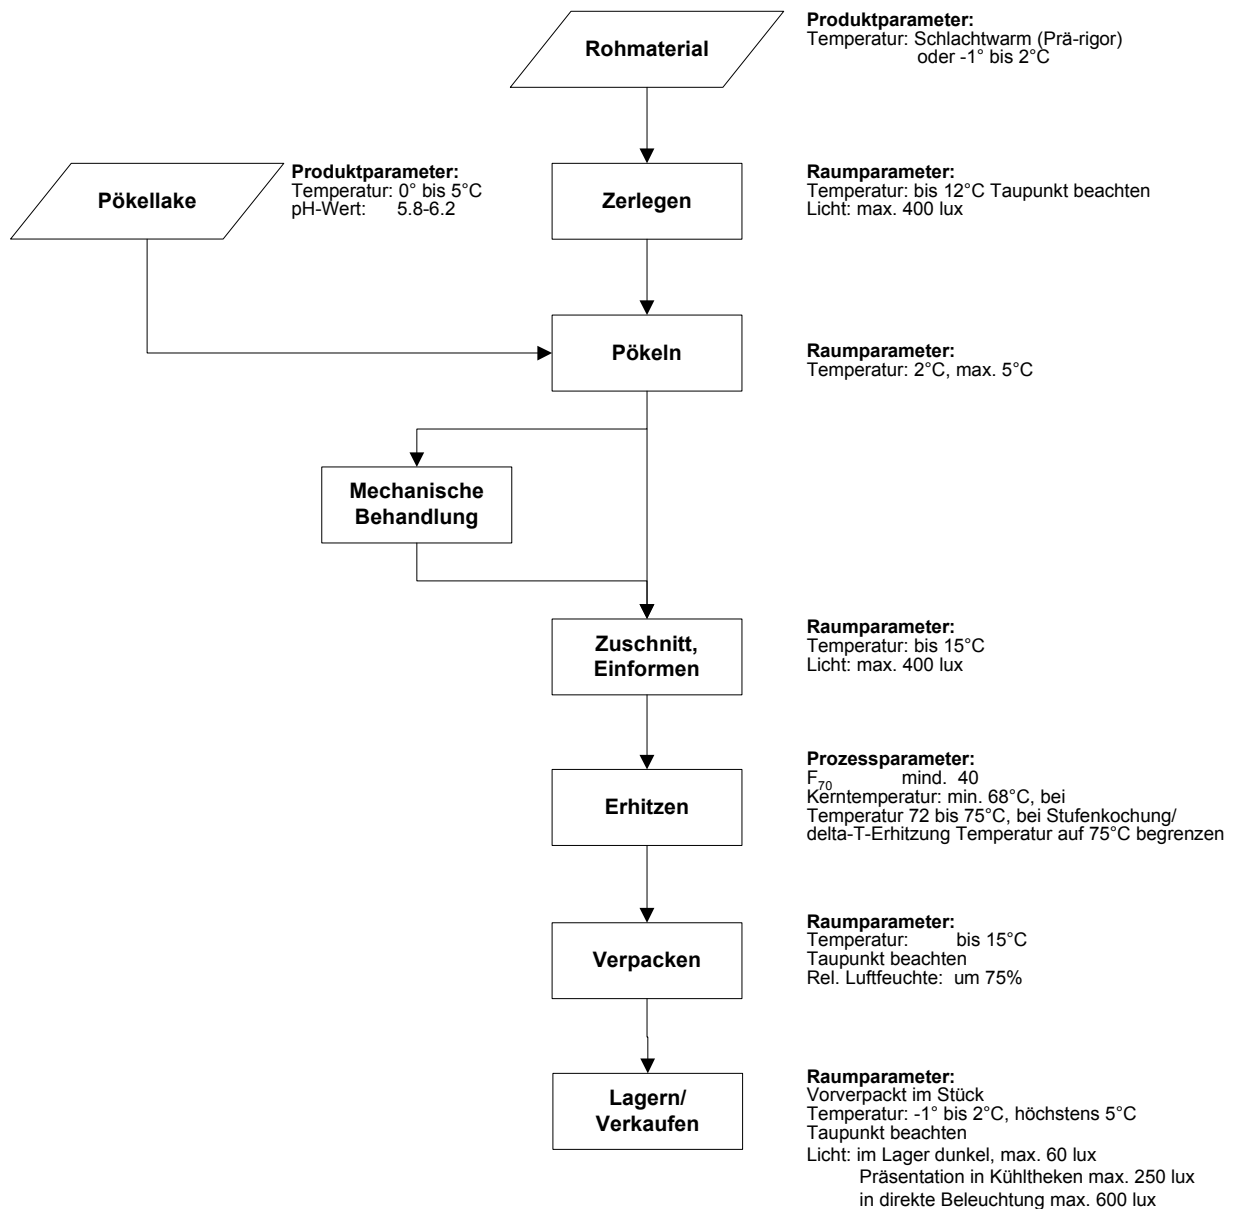 Rohmaterial
Produktparameter:
Temperatur: Schlachtwarm (Prä-rigor)
oder -1° bis 2°C
Pökellake
Produktparameter:
Temperatur: 0° bis 5°C
pH-Wert: 5.8-6.2
Zerlegen
Raumparameter:
Temperatur: bis 12°C Taupunkt beachten
Licht: max. 400 lux
Pökeln
Raumparameter:
Temperatur: 2°C, max. 5°C
Mechanische
Behandlung
Zuschnitt,
Einformen
Raumparameter:
Temperatur: bis 15°C
Licht: max. 400 lux
Erhitzen
Prozessparameter:
F70 mind. 40
Kerntemperatur: min. 68°C, bei
Temperatur 72 bis 75°C, bei Stufenkochung/
delta-T-Erhitzung Temperatur auf 75°C begrenzen
Verpacken
Raumparameter:
Temperatur: bis 15°C
Taupunkt beachten
Rel. Luftfeuchte: um 75%
Lagern/
Verkaufen
Raumparameter:
Vorverpackt im Stück
Temperatur: -1° bis 2°C, höchstens 5°C
Taupunkt beachten
Licht: im Lager dunkel, max. 60 lux
Präsentation in Kühltheken max. 250 lux
in direkte Beleuchtung max. 600 lux